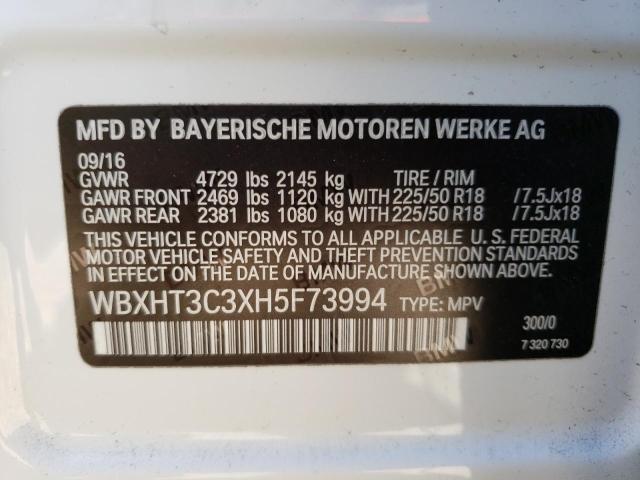 MFD BY BAYERISCHE MOTOREN WERKE AG
09/16
GVWR 4729 lbs 2145 kg TIRE / RIM
GAWR FRONT 2469 lbs 1120 kg WITH 225/50 R18 /7.5Jx18
GAWR REAR 2381 lbs 1080 kg WITH 225/50 R18 /7.5Jx18
THIS VEHICLE CONFORMS TO ALL APPLICABLE U. S. FEDERAL
MOTOR VEHICLE SAFETY AND THEFT PREVENTION STANDARDS
IN EFFECT ON THE DATE OF MANUFACTURE SHOWN ABOVE.
WBXHT3C3XH5F73994 TYPE: MPV
300/0
7 320 730